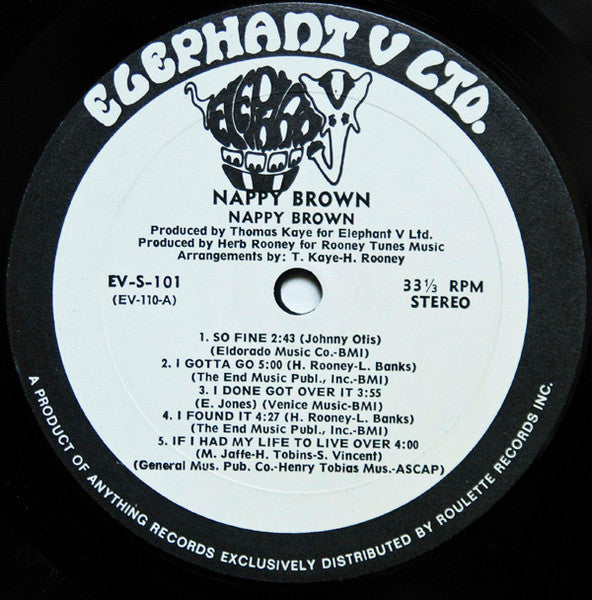 ELEPHANT V LTD.
NAPPY BROWN
NAPPY BROWN
Produced by Thomas Kaye for Elephant V Ltd.
Produced by Herb Rooney for Rooney Tunes Music
Arrangements by: T. Kaye-H. Rooney
EV-S-101
(EV-110-A)
33 1/3 RPM
STEREO
1. SO FINE 2:43 (Johnny Otis)
(Eldorado Music Co.-BMI)
2. I GOTTA GO 5:00 (H. Rooney-L. Banks)
(The End Music Publ., Inc.-BMI)
3. I DONE GOT OVER IT 3:55
(E. Jones) (Venice Music-BMI)
4. I FOUND IT 4:27 (H. Rooney-L. Banks)
(The End Music Publ., Inc.-BMI)
5. IF I HAD MY LIFE TO LIVE OVER 4:00
(M. Jaffe-H. Tobins-S. Vincent)
(General Mus. Pub. Co.-Henry Tobias Mus.-ASCAP)
A PRODUCT OF ANYTHING RECORDS EXCLUSIVELY DISTRIBUTED BY ROULETTE RECORDS INC.